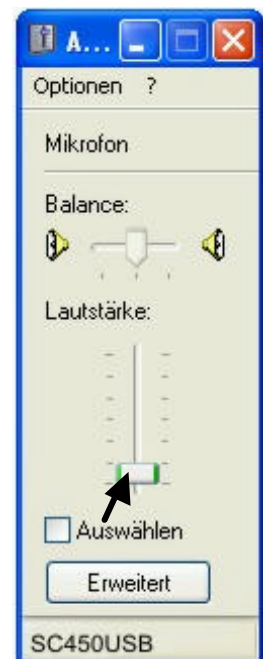 A...
Optionen ?
Mikrofon
Balance:
Lautstärke:
Auswählen
Erweitert
SC450USB